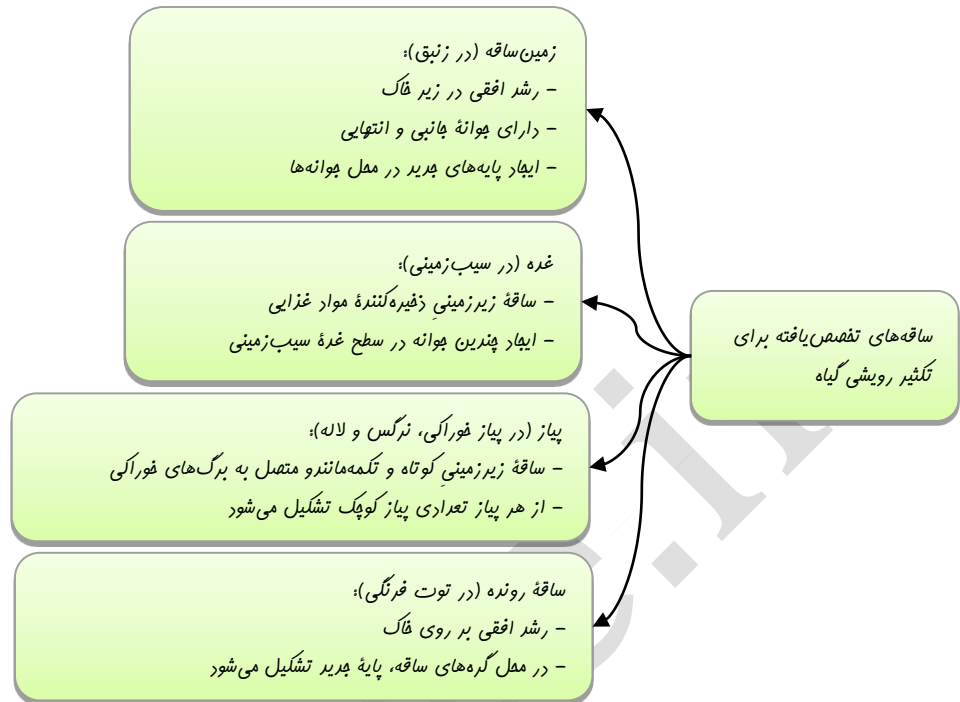 زمین‌ساقه (در زنبق):
- رشد افقی در زیر خاک
- دارای جوانهٔ جانبی و انتهایی
- ایجاد پایه‌های جدید در محل جوانه‌ها
غده (در سیب‌زمینی):
- ساقهٔ زیرزمینیِ ذخیره‌کنندهٔ مواد غذایی
- ایجاد چندین جوانه در سطح غدهٔ سیب‌زمینی
ساقه‌های تخصص‌یافته برای
تکثیر رویشی گیاه
پیاز (در پیاز خوراکی، نرگس و لاله):
- ساقهٔ زیرزمینیِ کوتاه و تکمه‌مانندو متصل به برگ‌های خوراکی
- از هر پیاز تعدادی پیاز کوچک تشکیل می‌شود
ساقهٔ رونده (در توت فرنگی):
- رشد افقی بر روی خاک
- در محل گره‌های ساقه، پایهٔ جدید تشکیل می‌شود